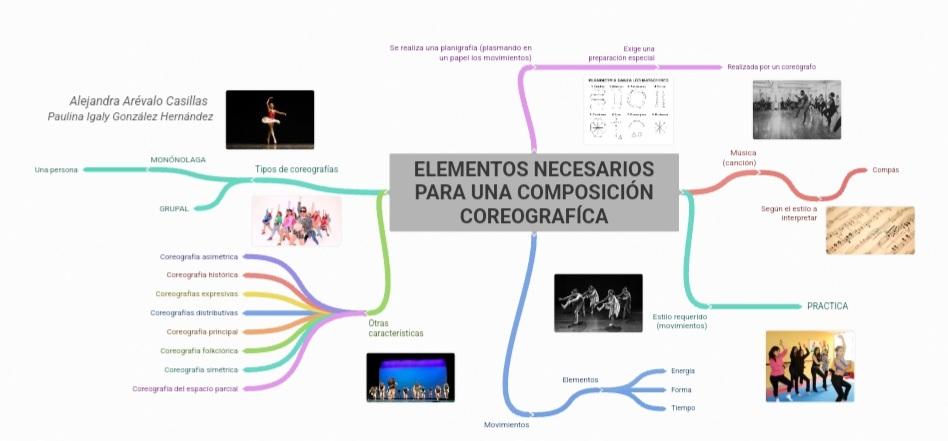 Se realiza una planigrafía (plasmando en
un papel los movimientos)
Exige una
preparación especial
Realizada por un coreógrafo
Alejandra Arévalo Casillas
Paulina Igaly González Hernández
ELEMENTOS NECESARIOS
PARA UNA COMPOSICIÓN
COREOGRAFÍCA
Música
(canción)
Compás
Según el estilo a
interpretar
Una persona
MONÓNOLAGA
Tipos de coreografías
GRUPAL
Coreografía asimétrica
Coreografía histórica
Coreografías expresivas
Coreografías distributivas
Coreografía principal
Coreografía folklórica
Coreografía simétrica
Coreografía del espacio parcial
Otras
características
Estilo requerido
(movimientos)
PRACTICA
Elementos
Energía
Forma
Tiempo
Movimientos